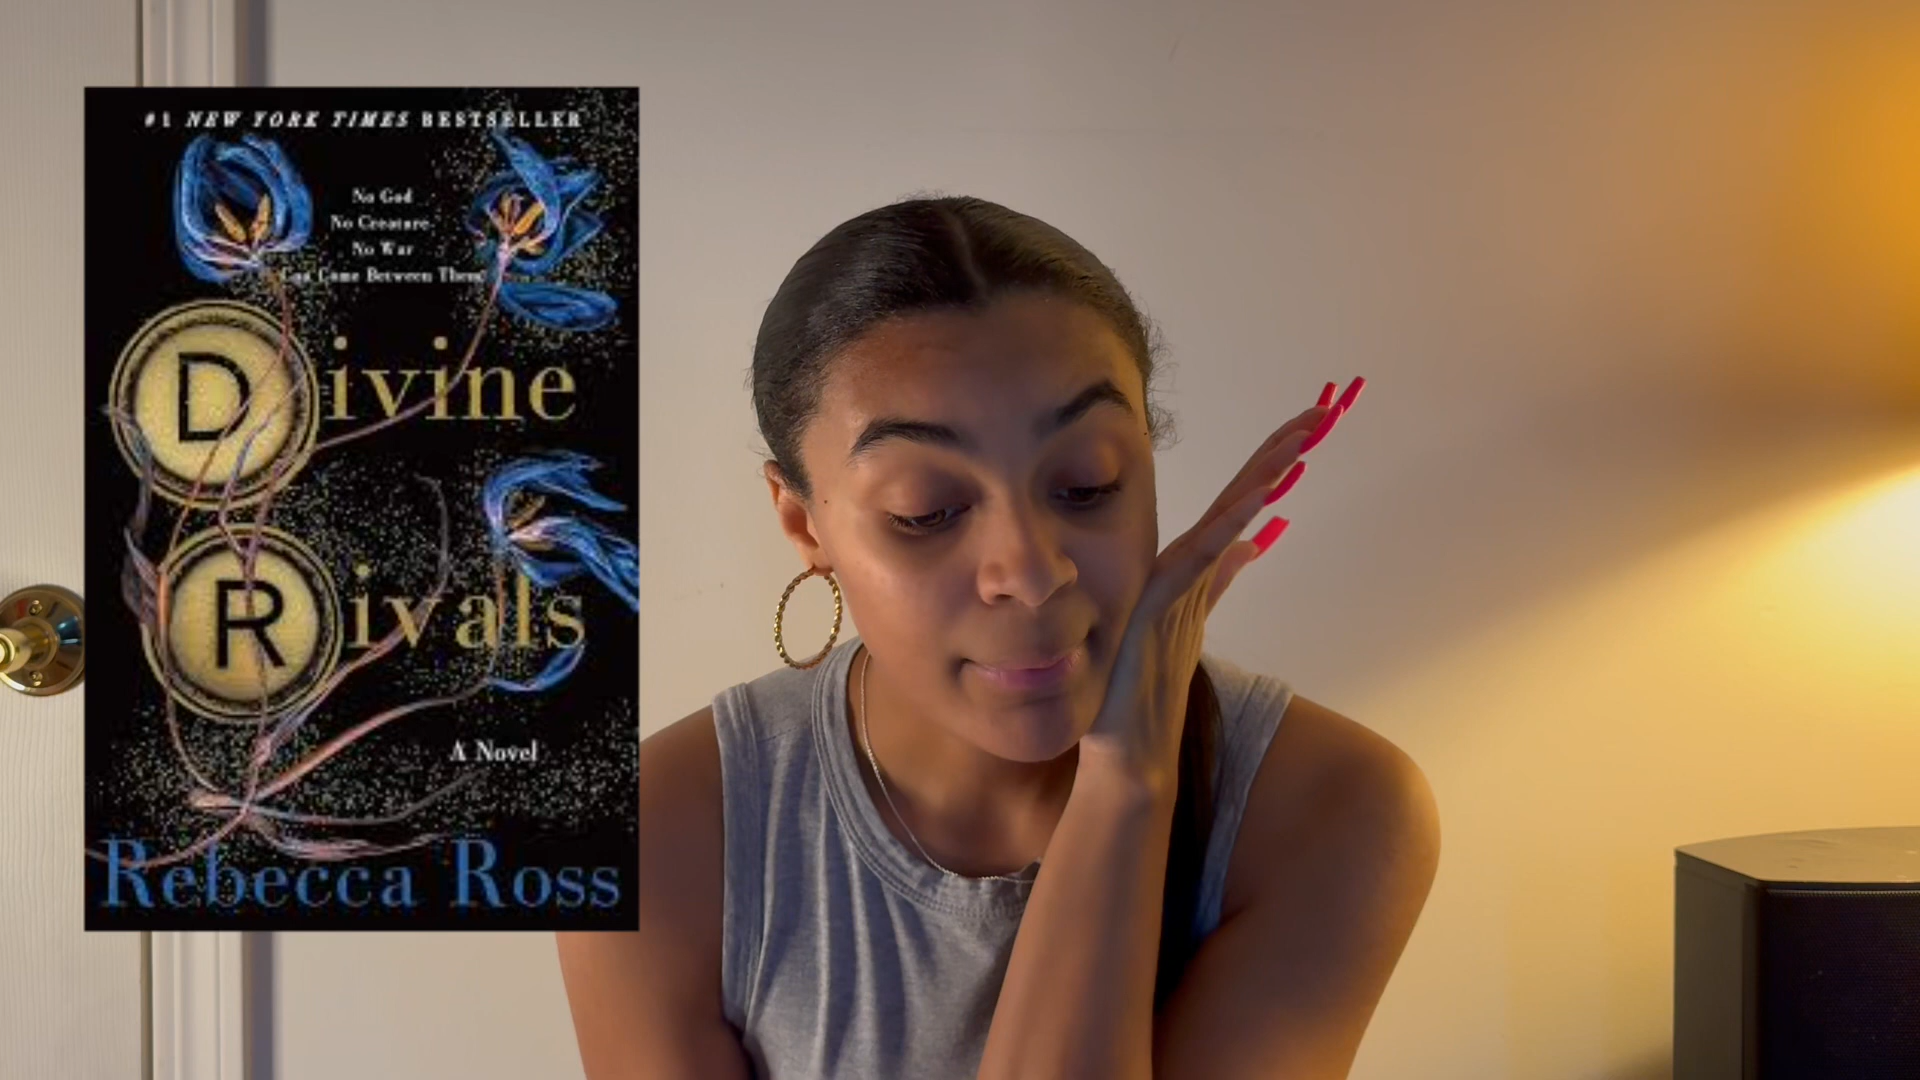 #1 NEW YORK TIMES BESTSELLER
No God
No Creature
No War
Can Come Between Them
Divine
Rivals
A Novel
Rebecca Ross